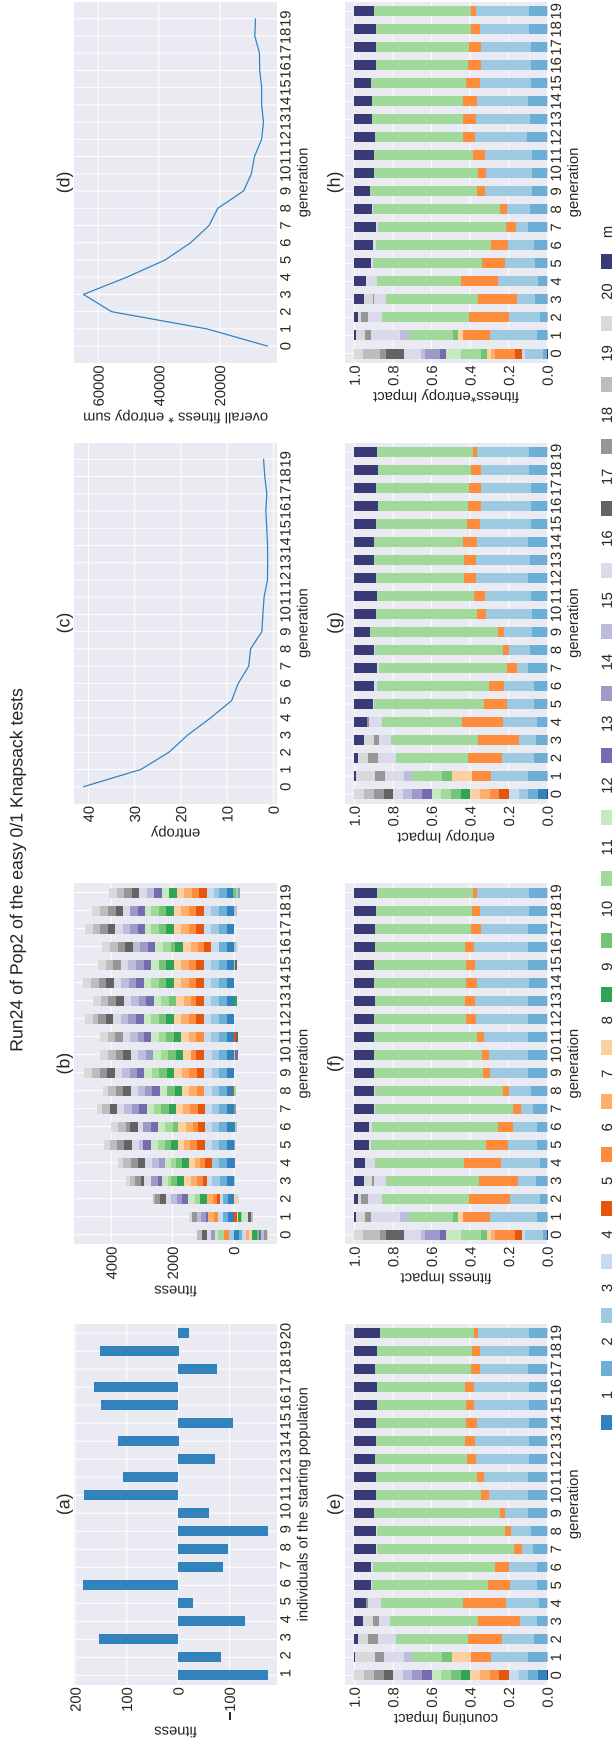 Run24 of Pop2 of the easy 0/1 Knapsack tests
(a)
200
100
0
−100
fitness
1 2 3 4 5 6 7 8 9 10 11 12 13 14 15 16 17 18 19 20
individuals of the starting population
(b)
4000
2000
0
fitness
0 1 2 3 4 5 6 7 8 9 10 11 12 13 14 15 16 17 18 19
generation
(c)
40
30
20
10
0
entropy
0 1 2 3 4 5 6 7 8 9 10 11 12 13 14 15 16 17 18 19
generation
(d)
60000
40000
20000
overall fitness * entropy sum
0 1 2 3 4 5 6 7 8 9 10 11 12 13 14 15 16 17 18 19
generation
(e)
1.0
0.8
0.6
0.4
0.2
0.0
counting Impact
0 1 2 3 4 5 6 7 8 9 10 11 12 13 14 15 16 17 18 19
generation
(f)
1.0
0.8
0.6
0.4
0.2
0.0
fitness Impact
0 1 2 3 4 5 6 7 8 9 10 11 12 13 14 15 16 17 18 19
generation
(g)
1.0
0.8
0.6
0.4
0.2
0.0
entropy Impact
0 1 2 3 4 5 6 7 8 9 10 11 12 13 14 15 16 17 18 19
generation
(h)
1.0
0.8
0.6
0.4
0.2
0.0
fitness*entropy Impact
0 1 2 3 4 5 6 7 8 9 10 11 12 13 14 15 16 17 18 19
generation
1 2 3 4 5 6 7 8 9 10 11 12 13 14 15 16 17 18 19 20 m